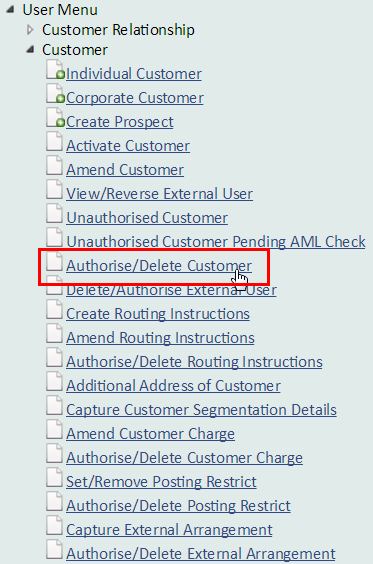 User Menu
Customer Relationship
Customer
Individual Customer
Corporate Customer
Create Prospect
Activate Customer
Amend Customer
View/Reverse External User
Unauthorised Customer
Unauthorised Customer Pending AML Check
Authorise/Delete Customer
Delete/Authorise External User
Create Routing Instructions
Amend Routing Instructions
Authorise/Delete Routing Instructions
Additional Address of Customer
Capture Customer Segmentation Details
Amend Customer Charge
Authorise/Delete Customer Charge
Set/Remove Posting Restrict
Authorise/Delete Posting Restrict
Capture External Arrangement
Authorise/Delete External Arrangement